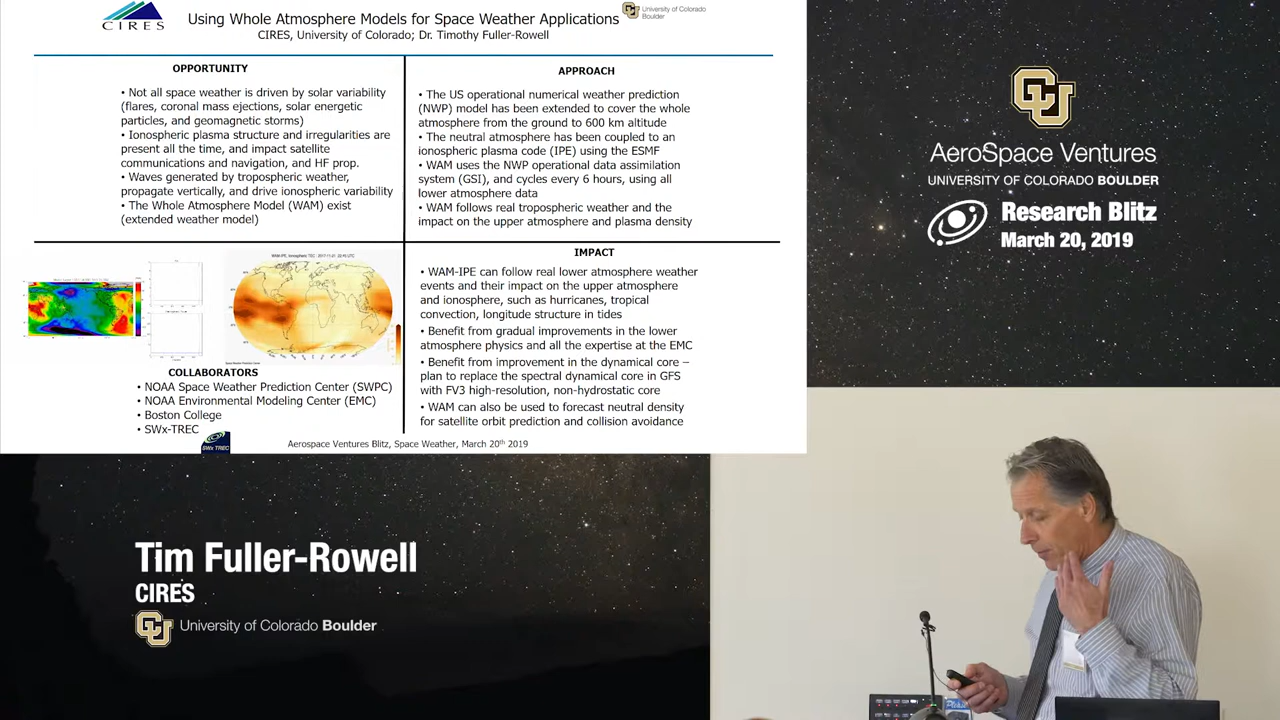 CIRES
Using Whole Atmosphere Models for Space Weather Applications
University of Colorado
Boulder
CIRES, University of Colorado; Dr. Timothy Fuller-Rowell
OPPORTUNITY
• Not all space weather is driven by solar variability
(flares, coronal mass ejections, solar energetic
particles, and geomagnetic storms)
• Ionospheric plasma structure and irregularities are
present all the time, and impact satellite
communications and navigation, and HF prop.
• Waves generated by tropospheric weather,
propagate vertically, and drive ionospheric variability
• The Whole Atmosphere Model (WAM) exist
(extended weather model)
APPROACH
• The US operational numerical weather prediction
(NWP) model has been extended to cover the whole
atmosphere from the ground to 600 km altitude
• The neutral atmosphere has been coupled to an
ionospheric plasma code (IPE) using the ESMF
• WAM uses the NWP operational data assimilation
system (GSI), and cycles every 6 hours, using all
lower atmosphere data
• WAM follows real tropospheric weather and the
impact on the upper atmosphere and plasma density
COLLABORATORS
• NOAA Space Weather Prediction Center (SWPC)
• NOAA Environmental Modeling Center (EMC)
• Boston College
• SWx-TREC
SWx TREC
IMPACT
• WAM-IPE can follow real lower atmosphere weather
events and their impact on the upper atmosphere
and ionosphere, such as hurricanes, tropical
convection, longitude structure in tides
• Benefit from gradual improvements in the lower
atmosphere physics and all the expertise at the EMC
• Benefit from improvement in the dynamical core –
plan to replace the spectral dynamical core in GFS
with FV3 high-resolution, non-hydrostatic core
• WAM can also be used to forecast neutral density
for satellite orbit prediction and collision avoidance
Aerospace Ventures Blitz, Space Weather, March 20th 2019
CU
AeroSpace Ventures
UNIVERSITY OF COLORADO BOULDER
Research Blitz
March 20, 2019
Tim Fuller-Rowell
CIRES
CU
University of Colorado Boulder